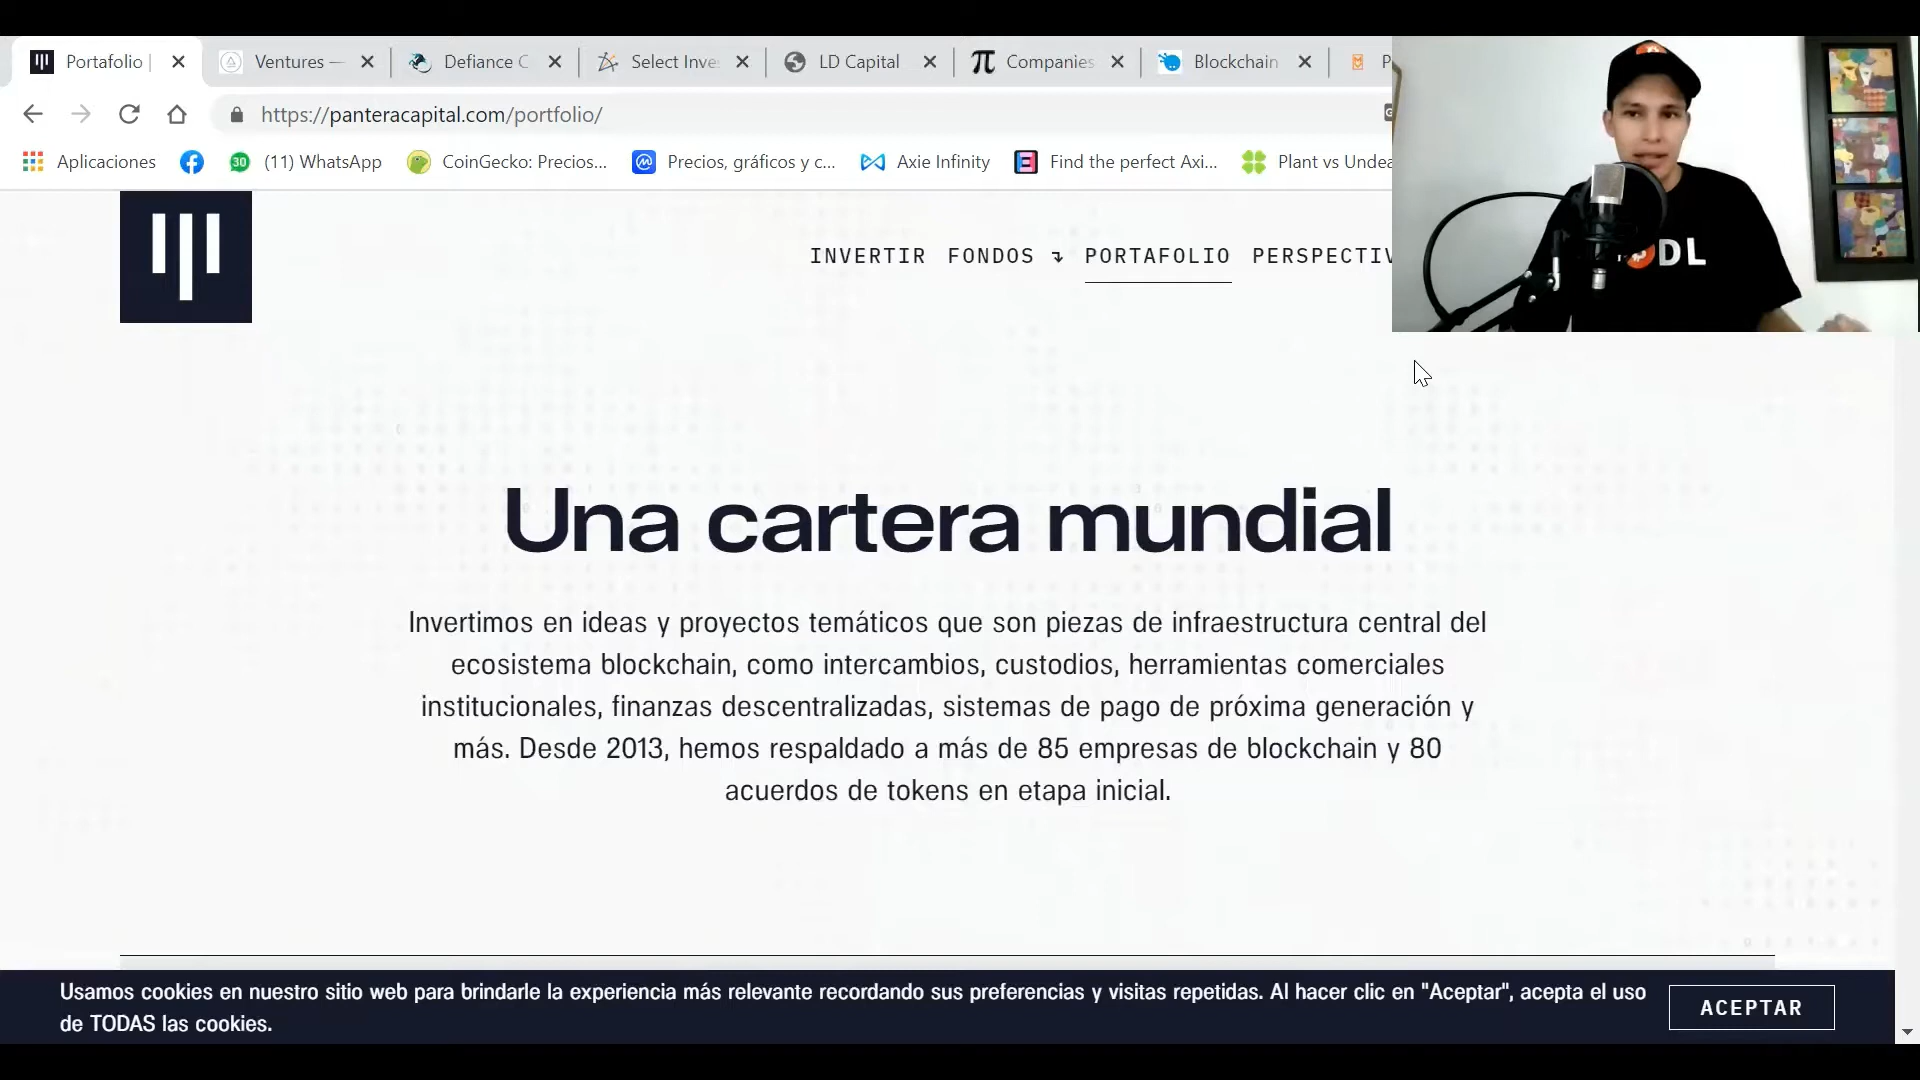 Portafolio |
Ventures —
Defiance C
Select Inve
LD Capital
Companies
Blockchain
P
https://panteracapital.com/portfolio/
Aplicaciones
30
(11) WhatsApp
CoinGecko: Precios...
Precios, gráficos y c...
Axie Infinity
Find the perfect Axi...
Plant vs Undea
INVERTIR FONDOS PORTAFOLIO PERSPECTIV
DL
Una cartera mundial
Invertimos en ideas y proyectos temáticos que son piezas de infraestructura central del
ecosistema blockchain, como intercambios, custodios, herramientas comerciales
institucionales, finanzas descentralizadas, sistemas de pago de próxima generación y
más. Desde 2013, hemos respaldado a más de 85 empresas de blockchain y 80
acuerdos de tokens en etapa inicial.
Usamos cookies en nuestro sitio web para brindarle la experiencia más relevante recordando sus preferencias y visitas repetidas. Al hacer clic en "Aceptar", acepta el uso
de TODAS las cookies.
ACEPTAR